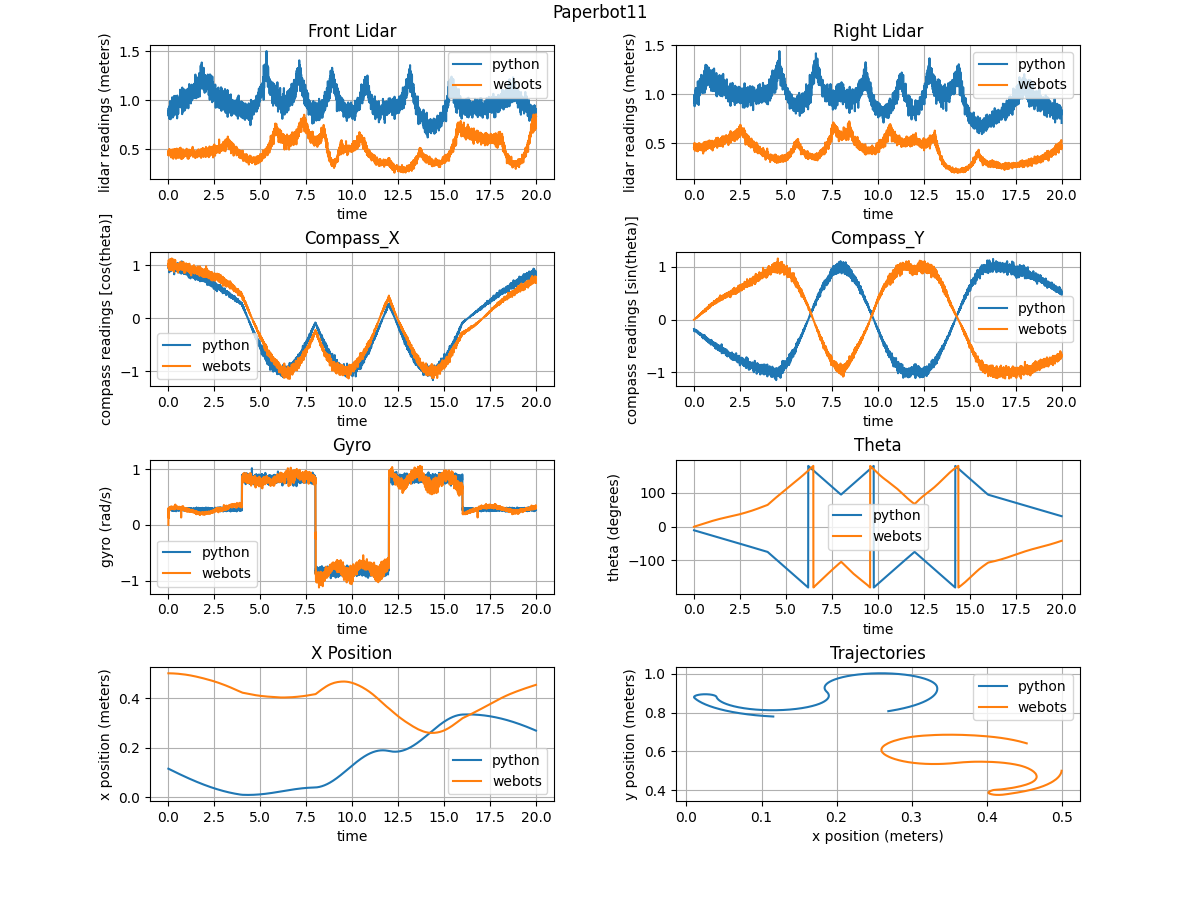 Paperbot11
Front Lidar
lidar readings (meters)
1.5
1.0
0.5
python
webots
0.0 2.5 5.0 7.5 10.0 12.5 15.0 17.5 20.0
time
Right Lidar
lidar readings (meters)
1.5
1.0
0.5
python
webots
0.0 2.5 5.0 7.5 10.0 12.5 15.0 17.5 20.0
time
Compass_X
compass readings [cos(theta)]
1
0
−1
python
webots
0.0 2.5 5.0 7.5 10.0 12.5 15.0 17.5 20.0
time
Compass_Y
compass readings [sin(theta)]
1
0
−1
python
webots
0.0 2.5 5.0 7.5 10.0 12.5 15.0 17.5 20.0
time
Gyro
gyro (rad/s)
1
0
−1
python
webots
0.0 2.5 5.0 7.5 10.0 12.5 15.0 17.5 20.0
time
Theta
theta (degrees)
100
0
−100
python
webots
0.0 2.5 5.0 7.5 10.0 12.5 15.0 17.5 20.0
time
X Position
x position (meters)
0.4
0.2
0.0
python
webots
0.0 2.5 5.0 7.5 10.0 12.5 15.0 17.5 20.0
time
Trajectories
y position (meters)
1.0
0.8
0.6
0.4
python
webots
0.0 0.1 0.2 0.3 0.4 0.5
x position (meters)